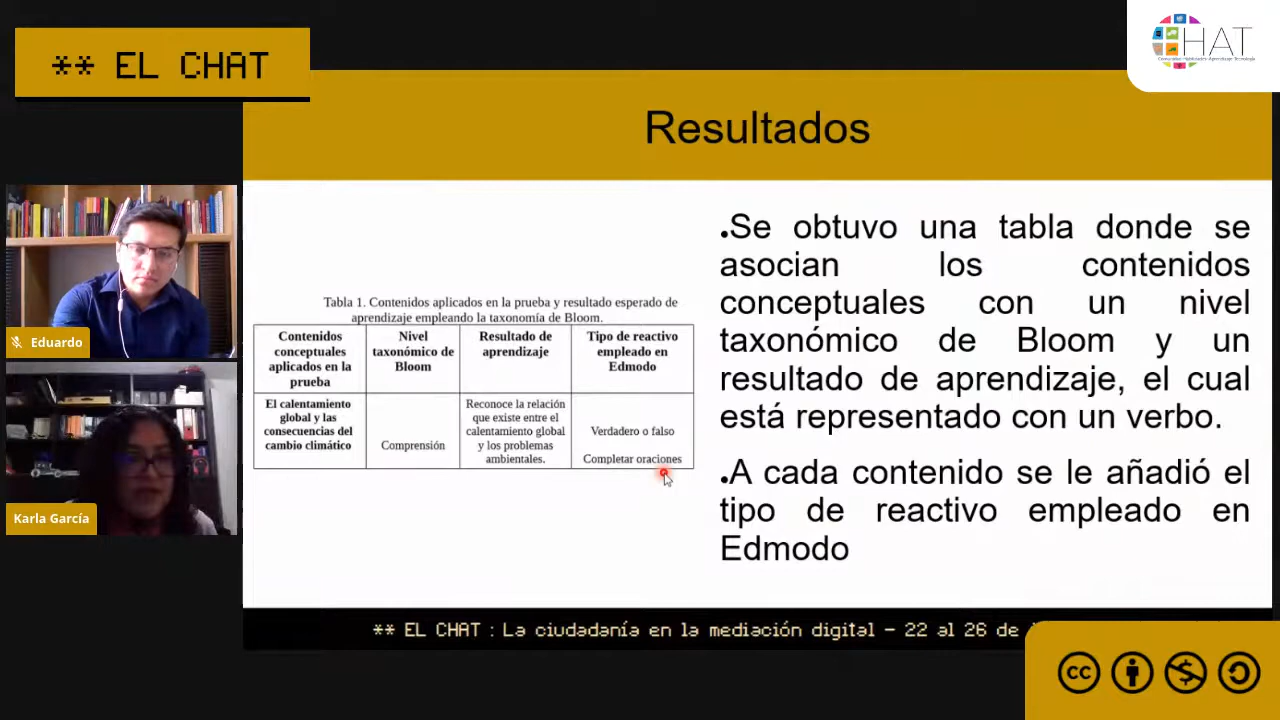 ** EL CHAT
HAT
Resultados
Eduardo
Karla García
Tabla 1. Contenidos aplicados en la prueba y resultado esperado de
aprendizaje empleando la taxonomía de Bloom.
Contenidos
conceptuales
aplicados en la
prueba
Nivel
taxonómico de
Bloom
Resultado de
aprendizaje
Tipo de reactivo
empleado en
Edmodo
El calentamiento
global y las
consecuencias del
cambio climático
Comprensión
Reconoce la relación
que existe entre el
calentamiento global
y los problemas
ambientales.
Verdadero o falso
Completar oraciones
•Se obtuvo una tabla donde se
asocian los contenidos
conceptuales con un nivel
taxonómico de Bloom y un
resultado de aprendizaje, el cual
está representado con un verbo.
•A cada contenido se le añadió el
tipo de reactivo empleado en
Edmodo
** EL CHAT : La ciudadanía en la mediación digital – 22 al 26 de
cc